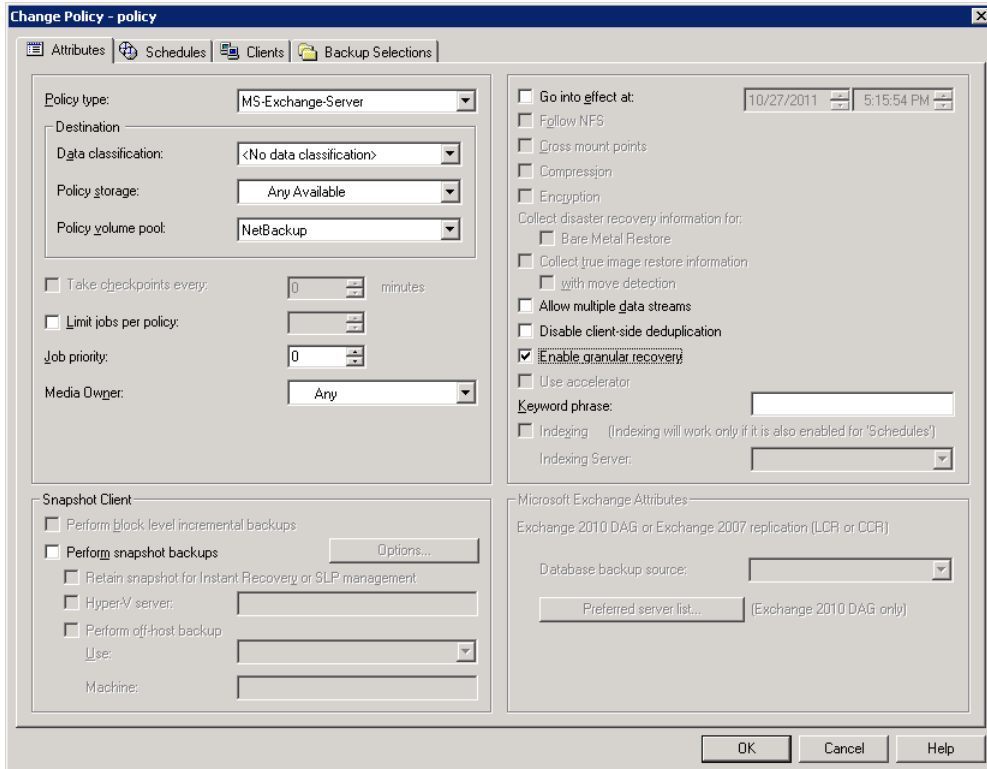 Change Policy - policy
Attributes
Schedules
Clients
Backup Selections
Policy type:
MS-Exchange-Server
Destination
Data classification:
<No data classification>
Policy storage:
Any Available
Policy volume pool:
NetBackup
Take checkpoints every:
0
minutes
Limit jobs per policy:
Job priority:
0
Media Owner:
Any
Go into effect at:
10/27/2011
5:15:54 PM
Follow NFS
Cross mount points
Compression
Encryption
Collect disaster recovery information for:
Bare Metal Restore
Collect true image restore information
with move detection
Allow multiple data streams
Disable client-side deduplication
Enable granular recovery
Use accelerator
Keyword phrase:
Indexing (Indexing will work only if it is also enabled for 'Schedules')
Indexing Server:
Snapshot Client
Perform block level incremental backups
Perform snapshot backups
Options...
Retain snapshot for Instant Recovery or SLP management
Hyper-V server:
Perform off-host backup
Use:
Machine:
Microsoft Exchange Attributes
Exchange 2010 DAG or Exchange 2007 replication (LCR or CCR)
Database backup source:
Preferred server list...
(Exchange 2010 DAG only)
OK
Cancel
Help